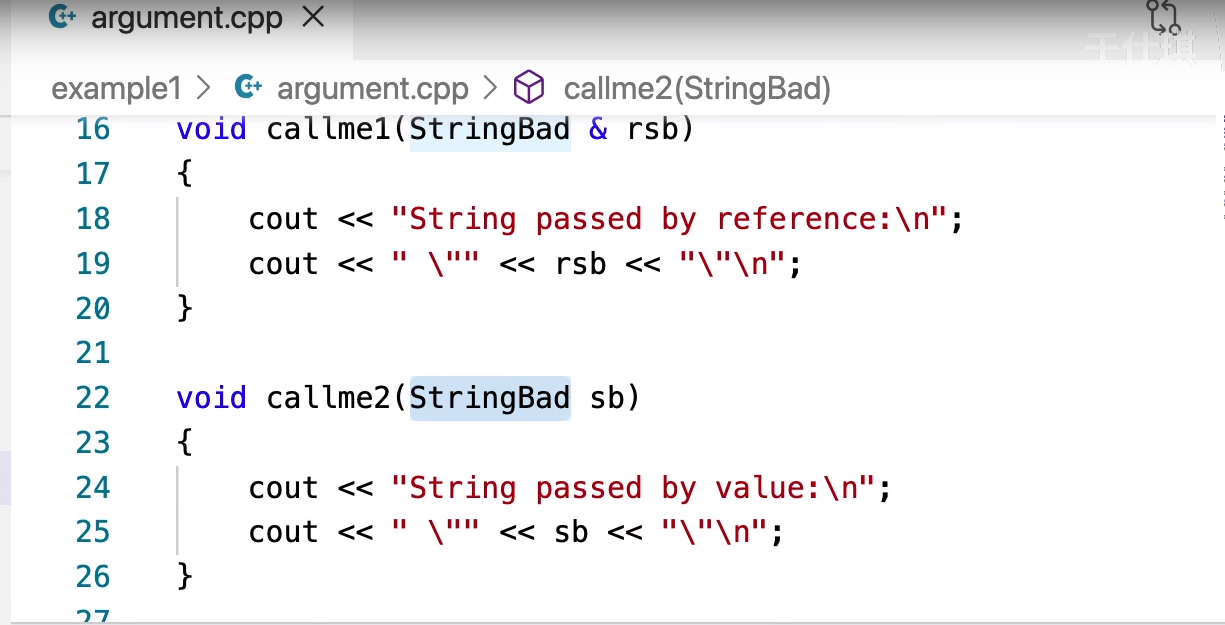 argument.cpp
example1 > argument.cpp > callme2(StringBad)
16 void callme1(StringBad & rsb)
17 {
18 cout << "String passed by reference:\n";
19 cout << " \"" << rsb << "\"\n";
20 }
21
22 void callme2(StringBad sb)
23 {
24 cout << "String passed by value:\n";
25 cout << " \"" << sb << "\"\n";
26 }
27